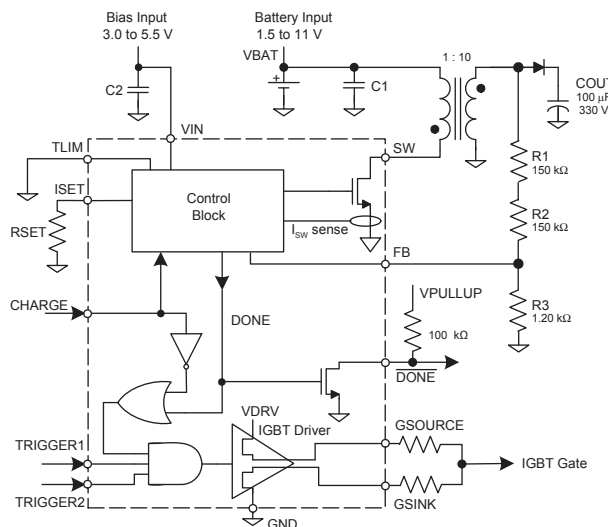 Bias Input
3.0 to 5.5 V
Battery Input
1.5 to 11 V
VBAT
1 : 10
C2
C1
COUT
100 μF
330 V
VIN
TLIM
SW
ISET
RSET
Control
Block
ISW sense
R1
150 kΩ
R2
150 kΩ
FB
CHARGE
DONE
VPULLUP
100 kΩ
R3
1.20 kΩ
DONE
VDRV
IGBT Driver
GSOURCE
TRIGGER1
IGBT Gate
TRIGGER2
GSINK
GND